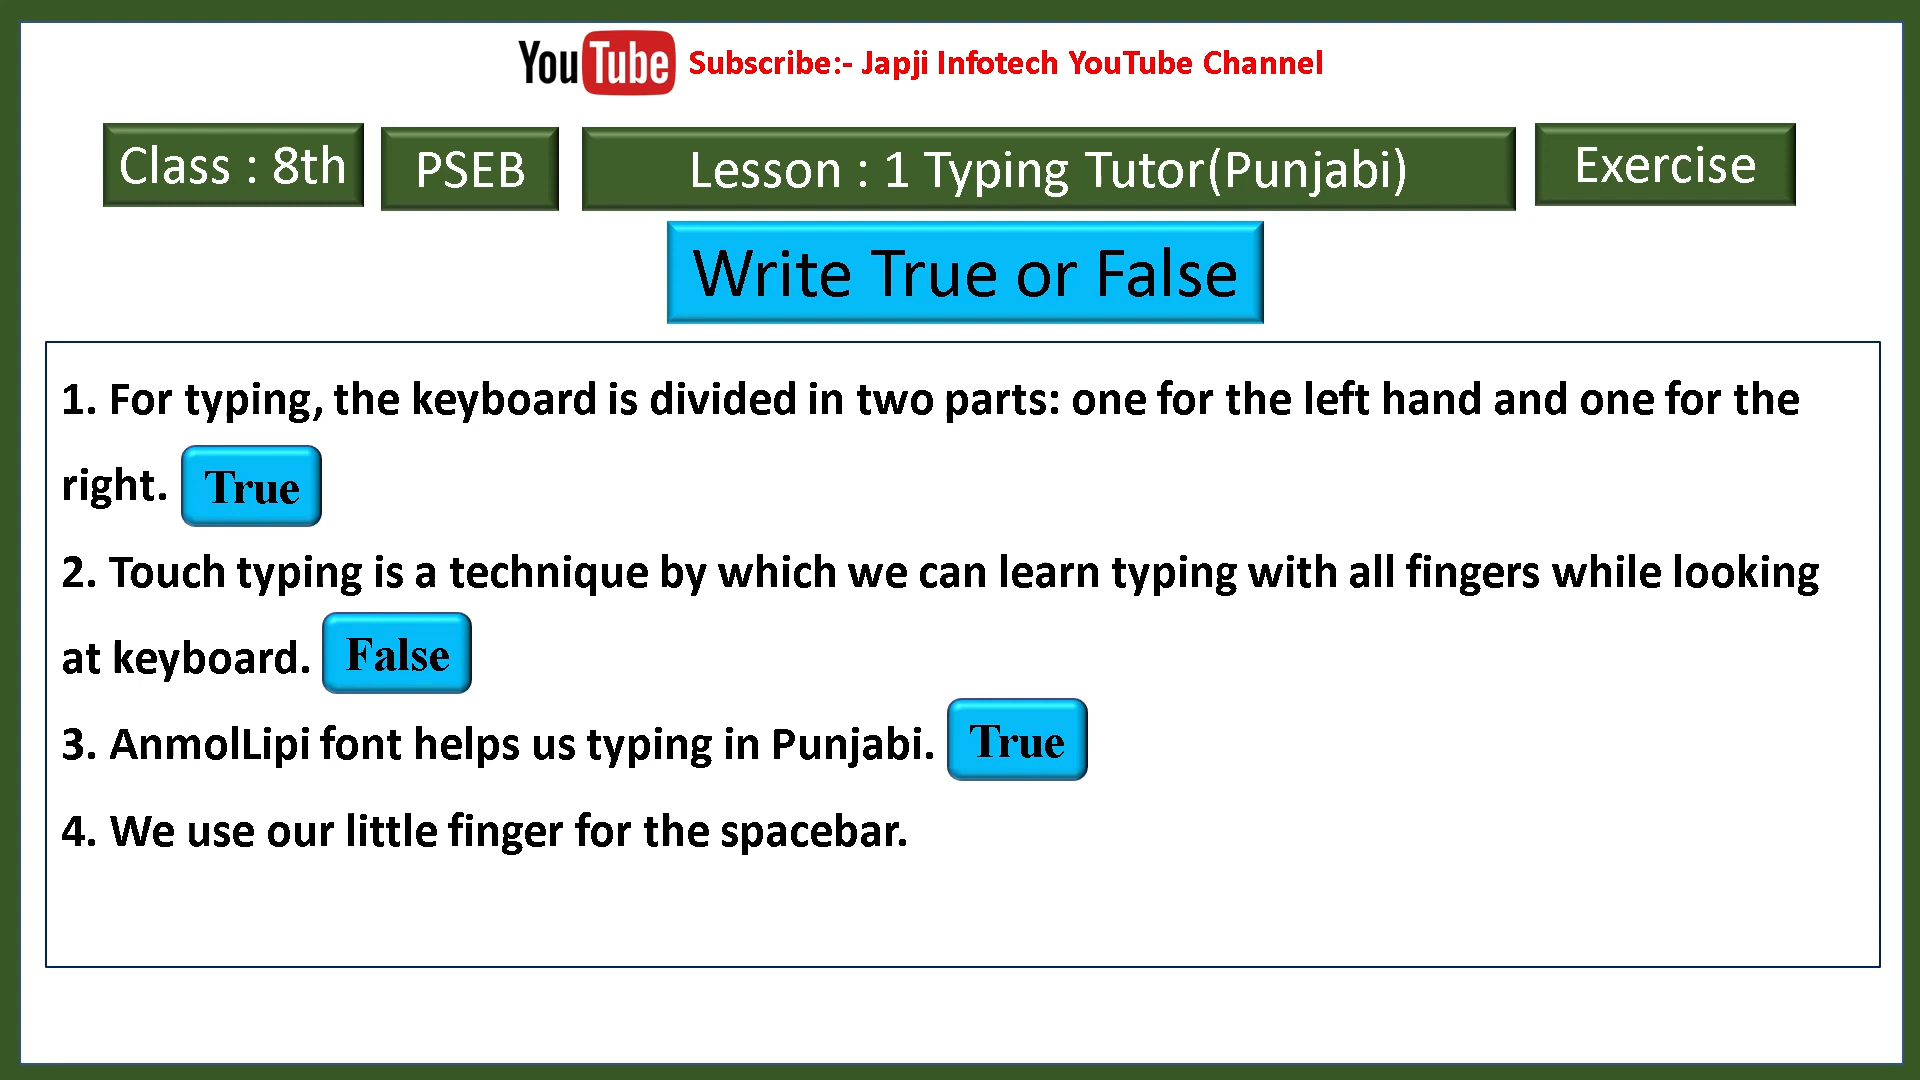 YouTube Subscribe:- Japji Infotech YouTube Channel
Class : 8th PSEB Lesson : 1 Typing Tutor(Punjabi) Exercise
Write True or False
1. For typing, the keyboard is divided in two parts: one for the left hand and one for the
right. True
2. Touch typing is a technique by which we can learn typing with all fingers while looking
at keyboard. False
3. AnmolLipi font helps us typing in Punjabi. True
4. We use our little finger for the spacebar.